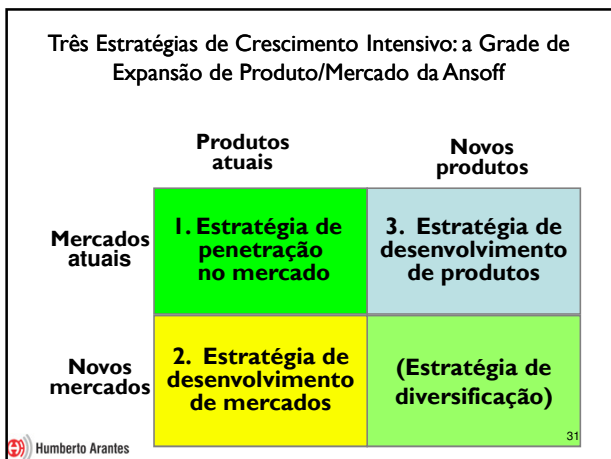 Três Estratégias de Crescimento Intensivo: a Grade de
Expansão de Produto/Mercado da Ansoff
Produtos
atuais
Novos
produtos
Mercados
atuais
1. Estratégia de
penetração
no mercado
3. Estratégia de
desenvolvimento
de produtos
Novos
mercados
2. Estratégia de
desenvolvimento
de mercados
(Estratégia de
diversificação)
31
Humberto Arantes